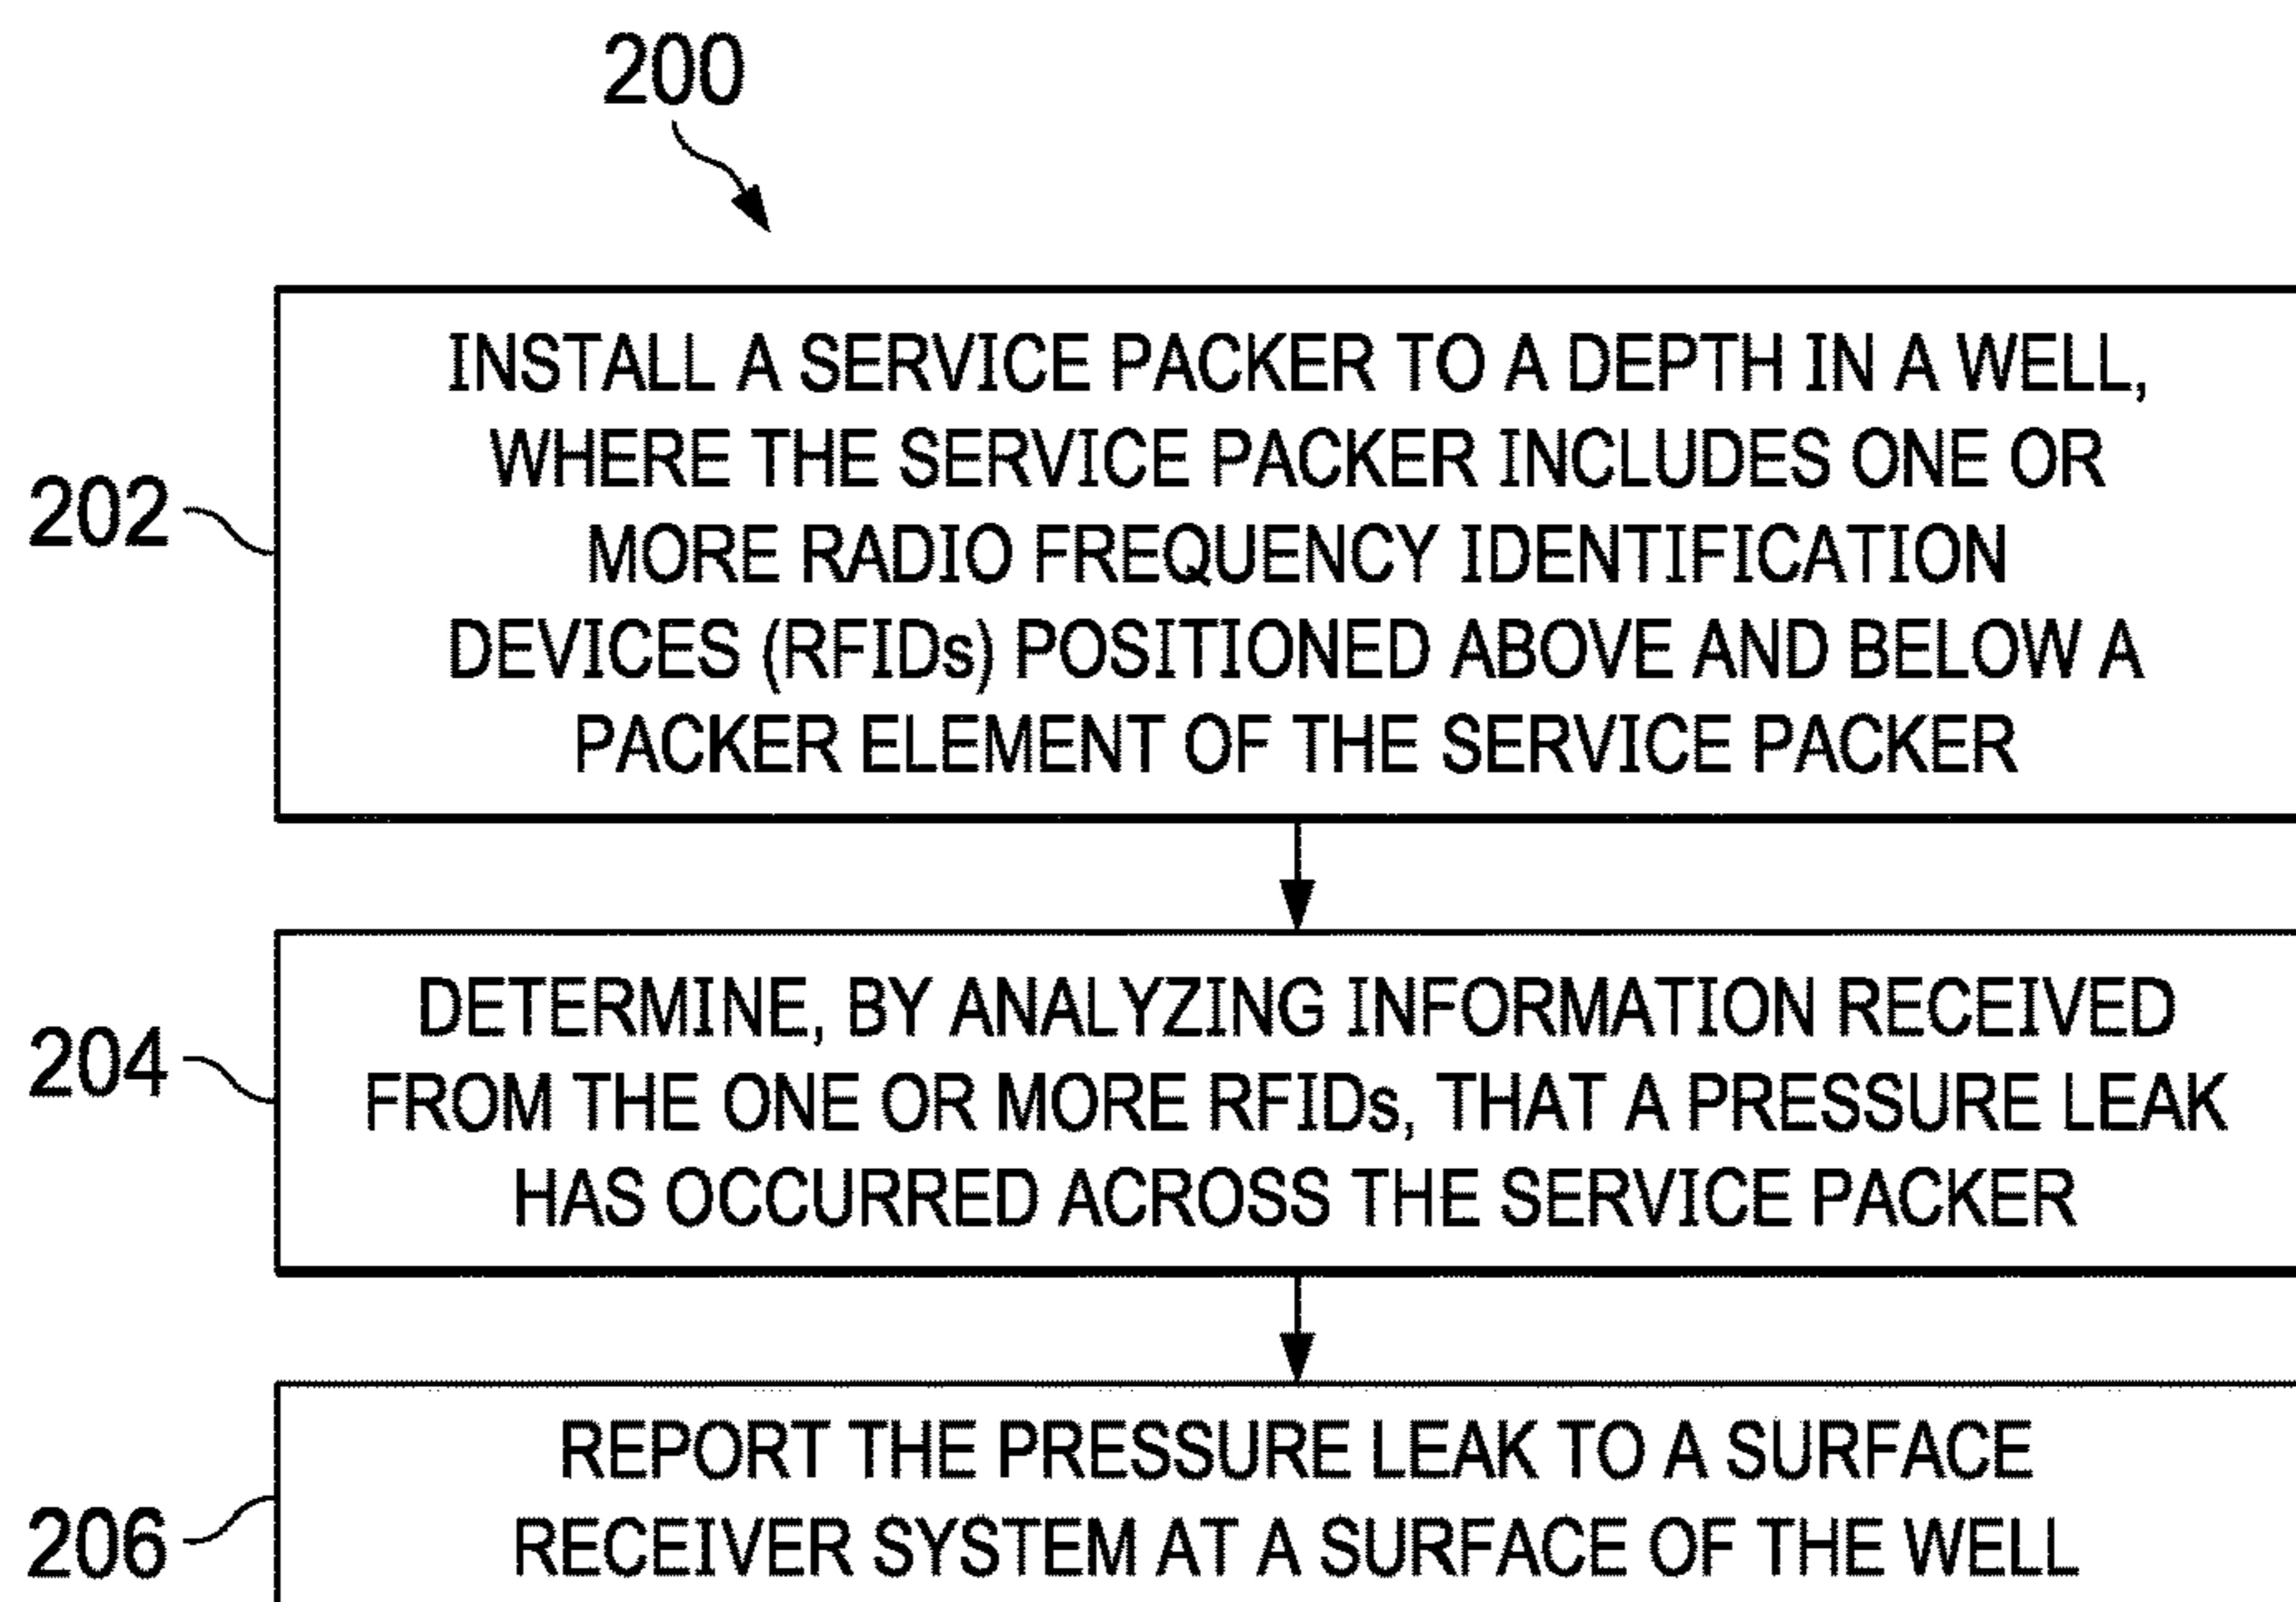 200
INSTALL A SERVICE PACKER TO A DEPTH IN A WELL,
WHERE THE SERVICE PACKER INCLUDES ONE OR
202
MORE RADIO FREQUENCY IDENTIFICATION
DEVICES (RFIDs) POSITIONED ABOVE AND BELOW A
PACKER ELEMENT OF THE SERVICE PACKER
DETERMINE, BY ANALYZING INFORMATION RECEIVED
204
FROM THE ONE OR MORE RFIDs, THAT A PRESSURE LEAK
HAS OCCURRED ACROSS THE SERVICE PACKER
REPORT THE PRESSURE LEAK TO A SURFACE
206
RECEIVER SYSTEM AT A SURFACE OF THE WELL